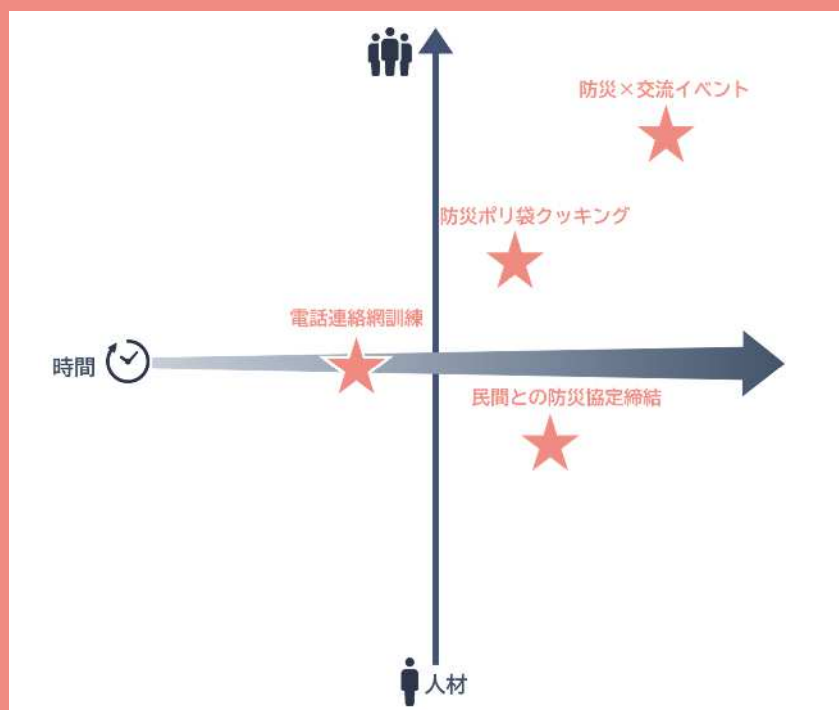 防災×交流イベント
防災ポリ袋クッキング
電話連絡網訓練
時間
民間との防災協定締結
人材